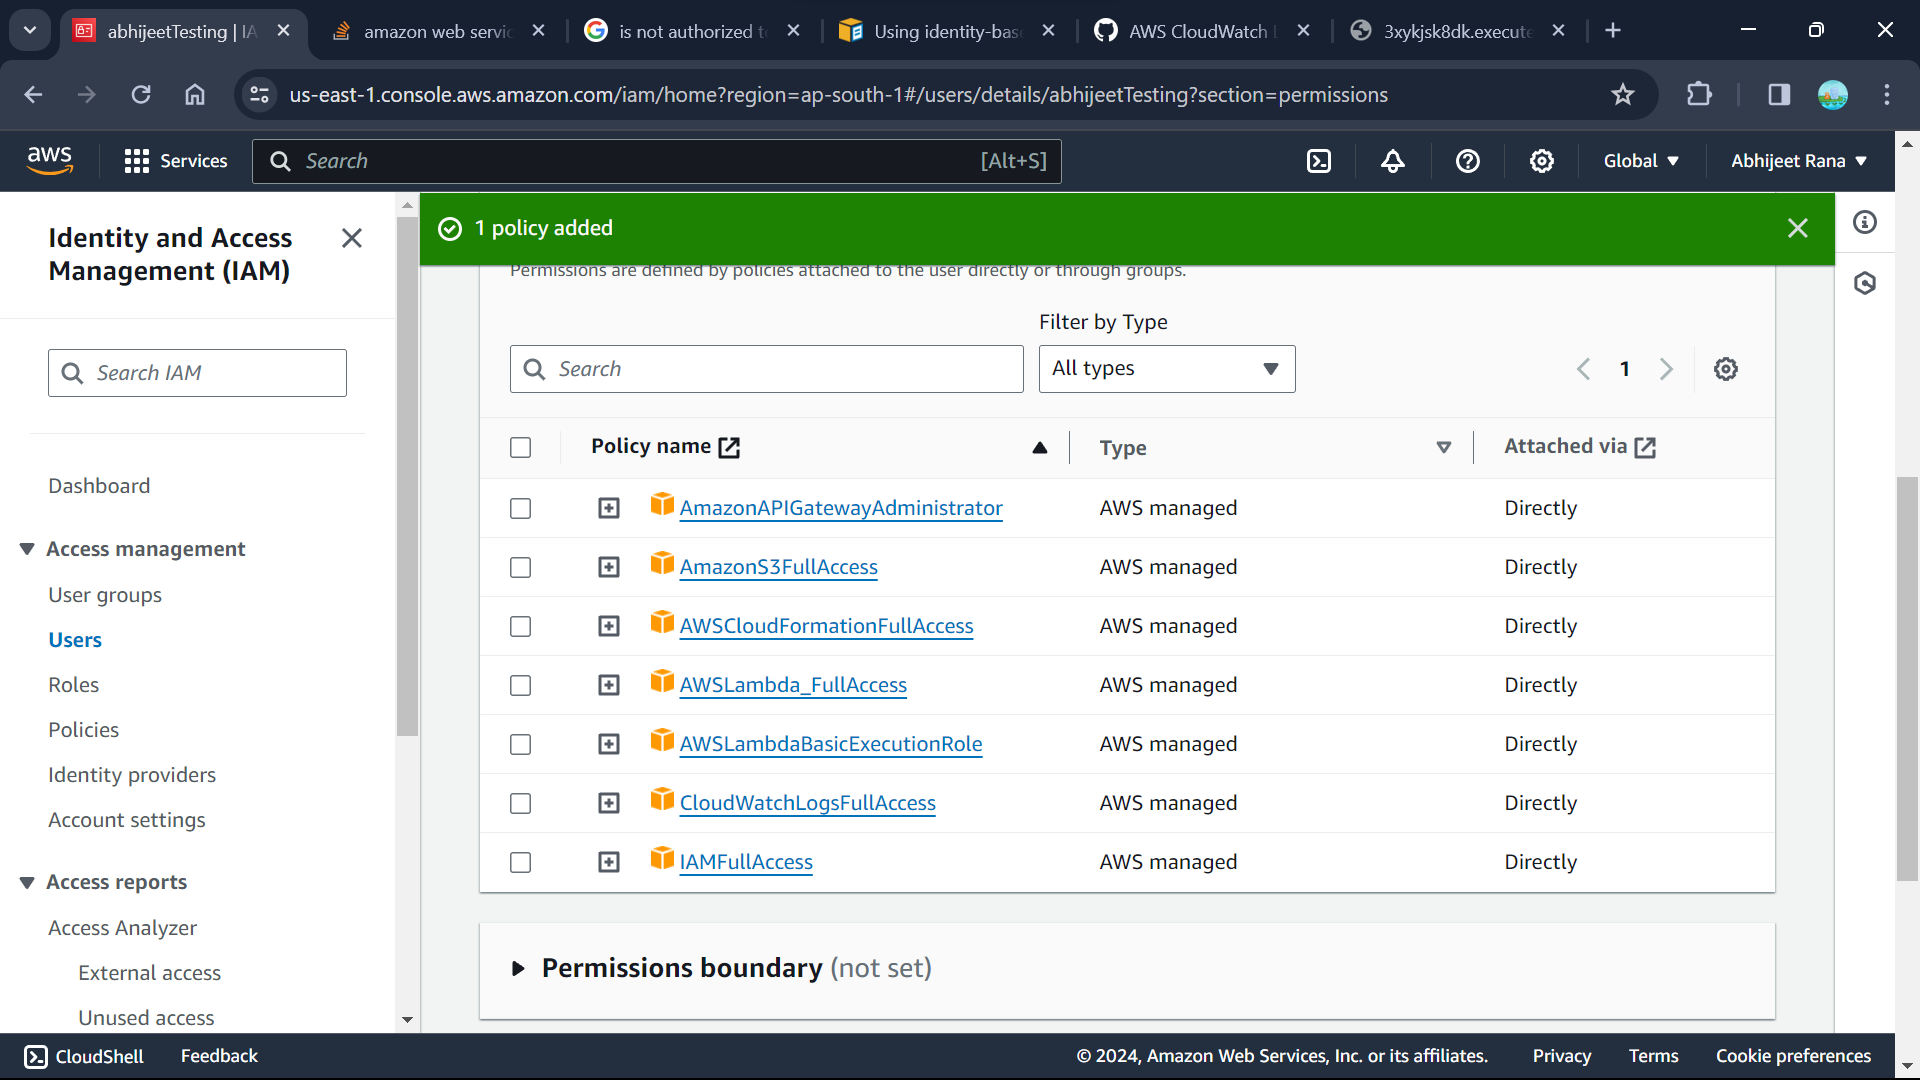 abhijeetTesting | IA
amazon web servic
is not authorized to
Using identity-bas
AWS CloudWatch L
3xykjsk8dk.execute
us-east-1.console.aws.amazon.com/iam/home?region=ap-south-1#/users/details/abhijeetTesting?section=permissions
aws
Services
Search
[Alt+S]
Global
Abhijeet Rana
Identity and Access
Management (IAM)
Search IAM
Dashboard
Access management
User groups
Users
Roles
Policies
Identity providers
Account settings
Access reports
Access Analyzer
External access
Unused access
1 policy added
Permissions are defined by policies attached to the user directly or through groups.
Filter by Type
Search
All types
1
Policy name
Type
Attached via
AmazonAPIGatewayAdministrator AWS managed Directly
AmazonS3FullAccess AWS managed Directly
AWSCloudFormationFullAccess AWS managed Directly
AWSLambda_FullAccess AWS managed Directly
AWSLambdaBasicExecutionRole AWS managed Directly
CloudWatchLogsFullAccess AWS managed Directly
IAMFullAccess AWS managed Directly
Permissions boundary (not set)
CloudShell
Feedback
© 2024, Amazon Web Services, Inc. or its affiliates.
Privacy
Terms
Cookie preferences